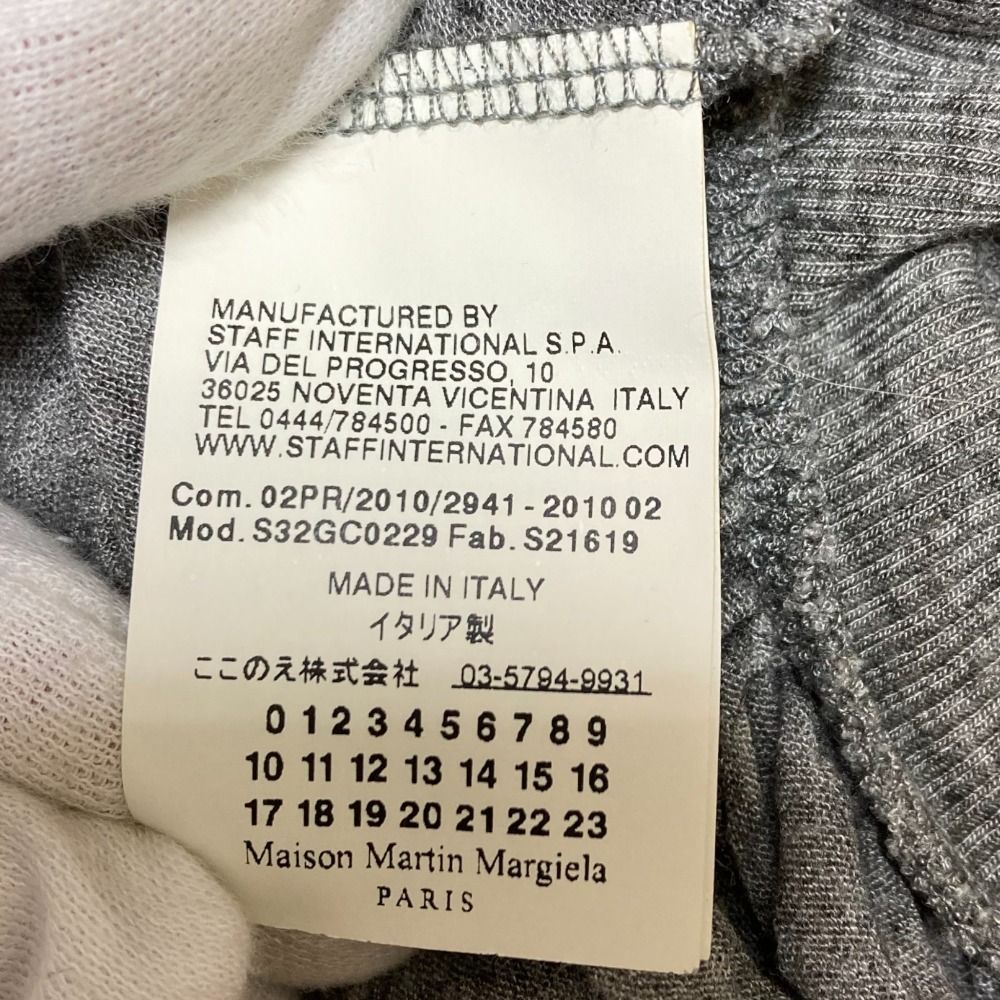 MANUFACTURED BY
STAFF INTERNATIONAL S.P.A.
VIA DEL PROGRESSO, 10
36025 NOVENTA VICENTINA ITALY
TEL 0444/784500 - FAX 784580
WWW.STAFFINTERNATIONAL.COM
Com. 02PR/2010/2941 - 2010 02
Mod. S32GC0229 Fab. S21619
MADE IN ITALY
イタリア製
ここのえ株式会社 03-5794-9931
0 1 2 3 4 5 6 7 8 9
10 11 12 13 14 15 16
17 18 19 20 21 22 23
Maison Martin Margiela
PARIS